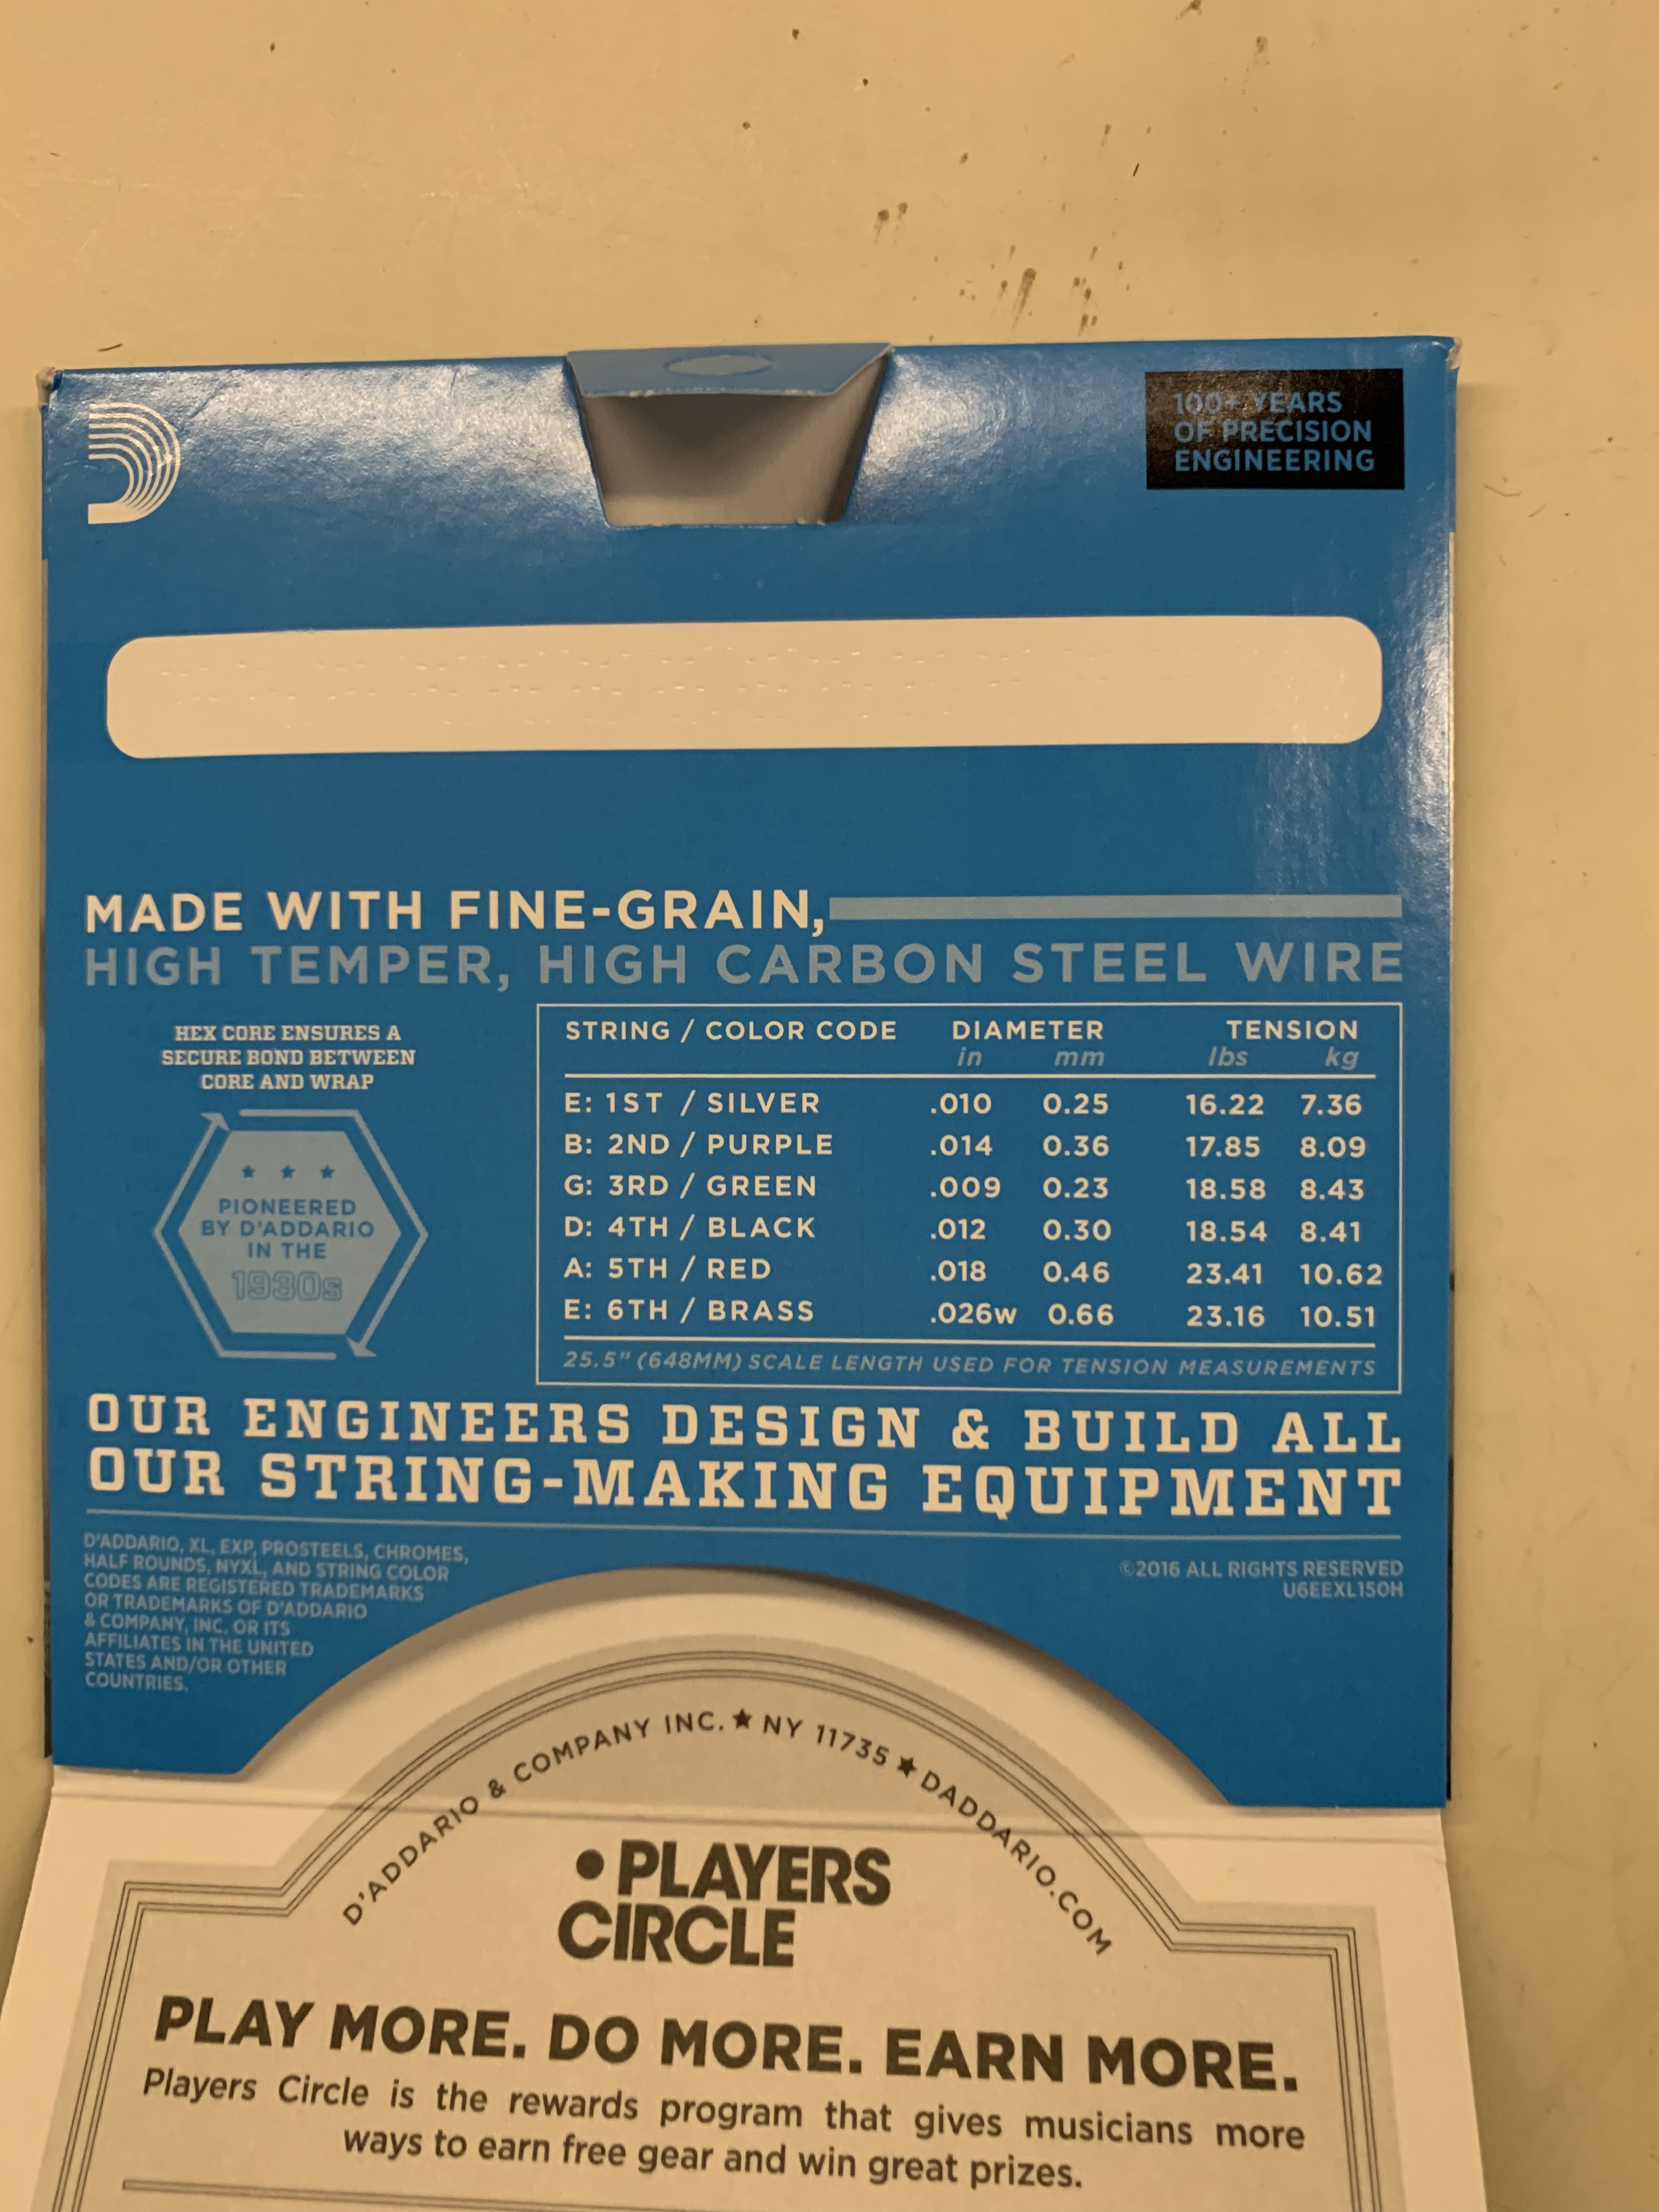 100+ YEARS
OF PRECISION
ENGINEERING
MADE WITH FINE-GRAIN,
HIGH TEMPER, HIGH CARBON STEEL WIRE
HEX CORE ENSURES A
SECURE BOND BETWEEN
CORE AND WRAP
PIONEERED
BY D'ADDARIO
IN THE
1930s
STRING / COLOR CODE DIAMETER TENSION
in mm lbs kg
E: 1ST / SILVER .010 0.25 16.22 7.36
B: 2ND / PURPLE .014 0.36 17.85 8.09
G: 3RD / GREEN .009 0.23 18.58 8.43
D: 4TH / BLACK .012 0.30 18.54 8.41
A: 5TH / RED .018 0.46 23.41 10.62
E: 6TH / BRASS .026w 0.66 23.16 10.51
25.5" (648MM) SCALE LENGTH USED FOR TENSION MEASUREMENTS
OUR ENGINEERS DESIGN & BUILD ALL
OUR STRING-MAKING EQUIPMENT
D'ADDARIO, XL, EXP, PROSTEELS, CHROMES,
HALF ROUNDS, NYXL, AND STRING COLOR
CODES ARE REGISTERED TRADEMARKS
OR TRADEMARKS OF D'ADDARIO
& COMPANY, INC. OR ITS
AFFILIATES IN THE UNITED
STATES AND/OR OTHER
COUNTRIES.
©2016 ALL RIGHTS RESERVED
U6EEXL150H
D'ADDARIO & COMPANY INC. ★ NY 11735 ★ DADDARIO.COM
• PLAYERS
CIRCLE
PLAY MORE. DO MORE. EARN MORE.
Players Circle is the rewards program that gives musicians more
ways to earn free gear and win great prizes.